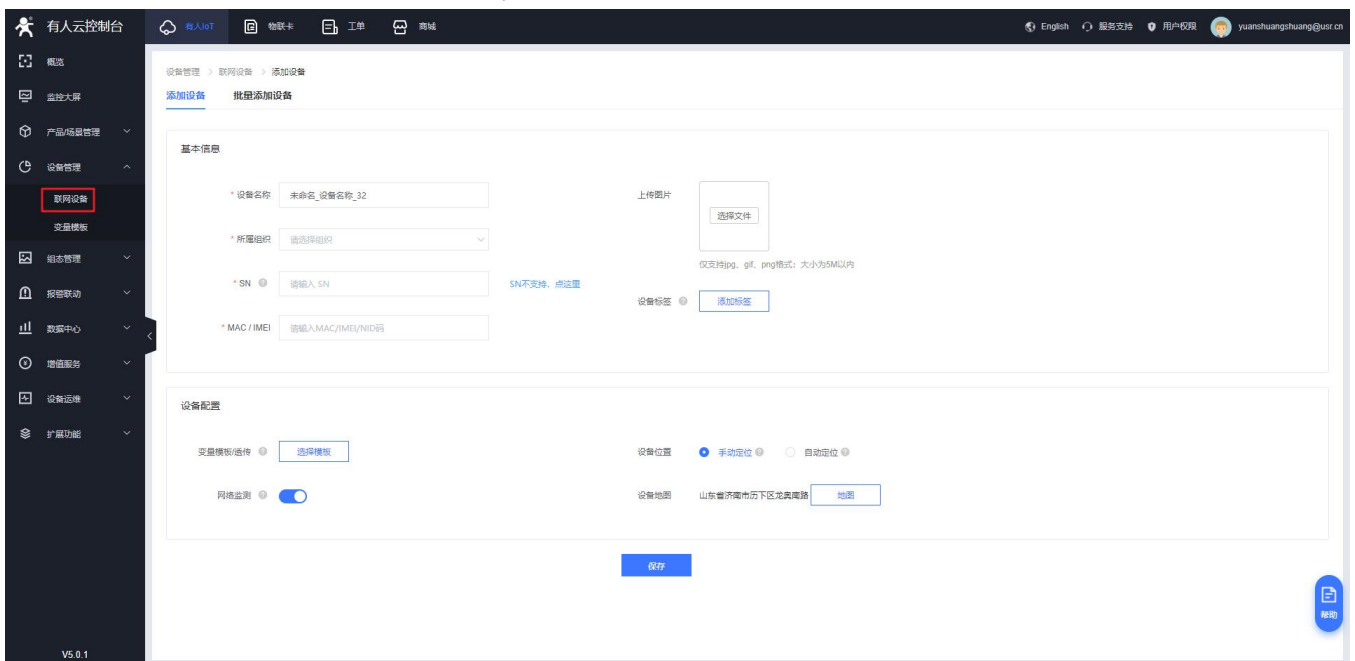 有人云控制台
有人IoT 物联卡 工单 商城 English 服务支持 用户权限 yuanshuangshuang@usr.cn
概览
监控大屏
产品/场景管理
设备管理
联网设备
变量模板
组态管理
报警联动
数据中心
增值服务
设备运维
扩展功能
V5.0.1
设备管理 > 联网设备 > 添加设备
添加设备 批量添加设备
基本信息
* 设备名称 未命名_设备名称_32
* 所属组织 请选择组织
* SN 请输入 SN SN不支持，点这里
* MAC / IMEI 请输入MAC/IMEI/NID码
上传图片 选择文件
仅支持jpg、gif、png格式；大小为5M以内
设备标签 添加标签
设备配置
变量模板/透传 选择模板
网络监测
设备位置 手动定位 自动定位
设备地图 山东省济南市历下区龙奥南路 地图
保存
帮助